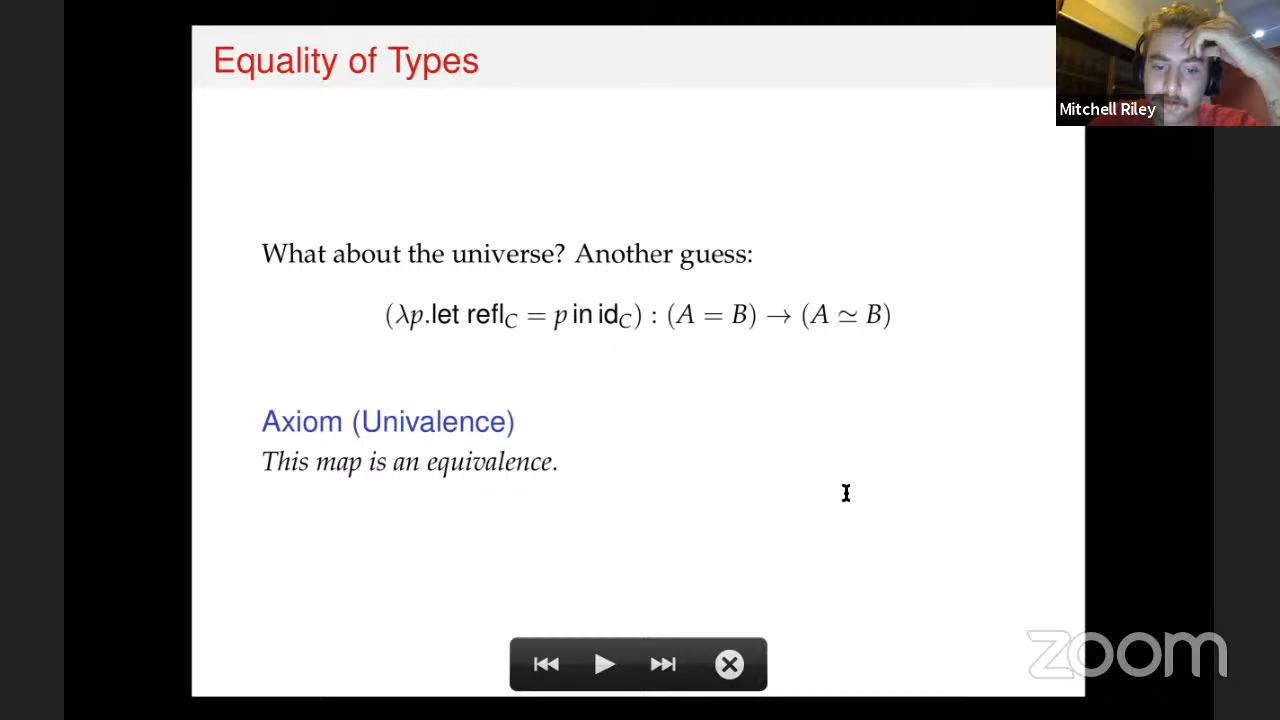 Equality of Types
Mitchell Riley
What about the universe? Another guess:
(λp.let refl_C = p in id_C) : (A = B) → (A ≃ B)
Axiom (Univalence)
This map is an equivalence.
zoom